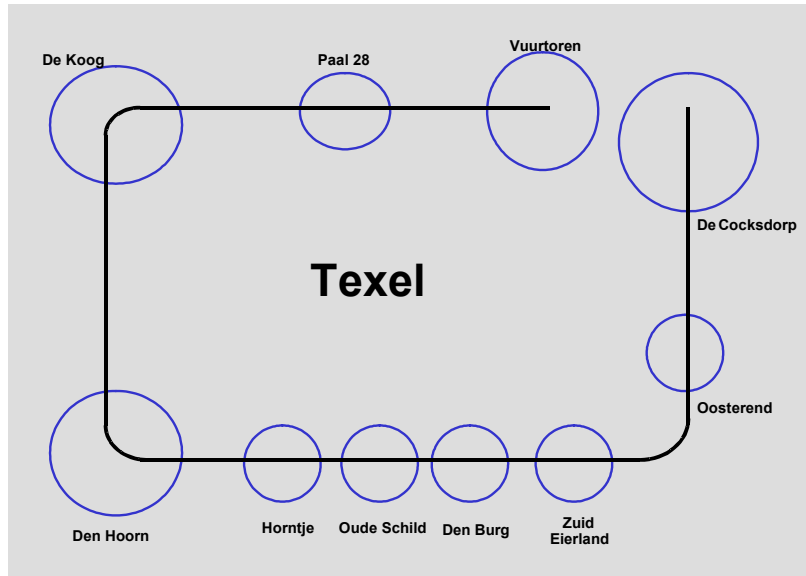 Vuurtoren
De Koog
Paal 28
De Cocksdorp
Texel
Oosterend
Horntje
Oude Schild
Den Burg
Zuid
Eierland
Den Hoorn